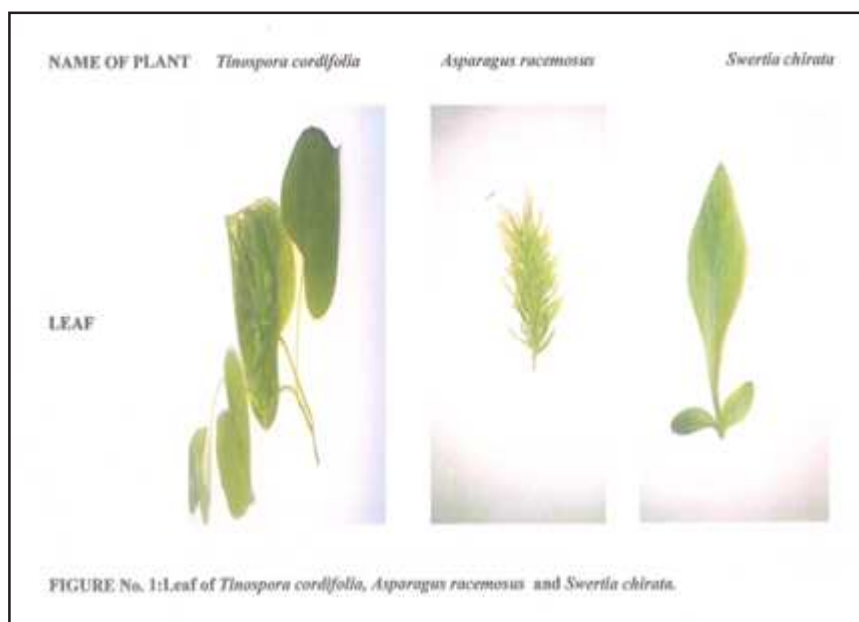 NAME OF PLANT Tinospora cordifolia Asparagus racemosus Swertia chirata
LEAF
FIGURE No. 1:Leaf of Tinospora cordifolia, Asparagus racemosus and Swertia chirata.